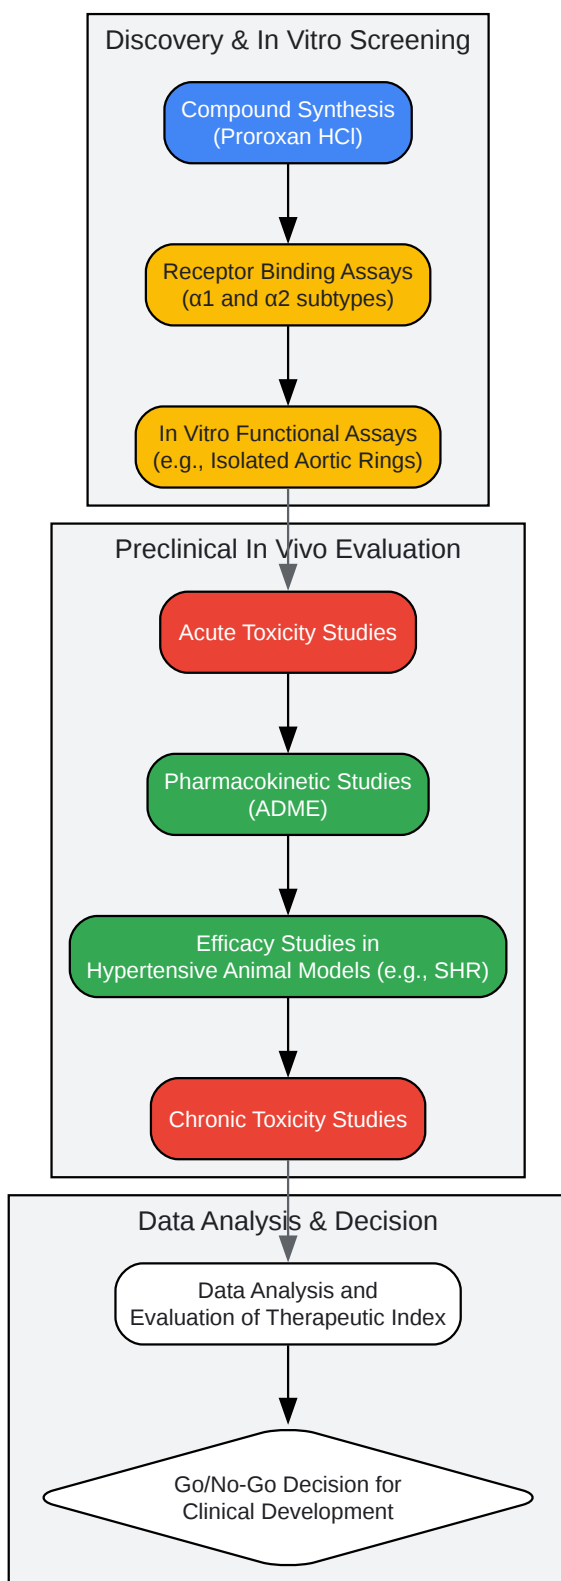 Discovery & In Vitro Screening
Compound Synthesis
(Proroxan HCl)
Receptor Binding Assays
(α1 and α2 subtypes)
In Vitro Functional Assays
(e.g., Isolated Aortic Rings)
Preclinical In Vivo Evaluation
Acute Toxicity Studies
Pharmacokinetic Studies
(ADME)
Efficacy Studies in
Hypertensive Animal Models (e.g., SHR)
Chronic Toxicity Studies
Data Analysis & Decision
Data Analysis and
Evaluation of Therapeutic Index
Go/No-Go Decision for
Clinical Development